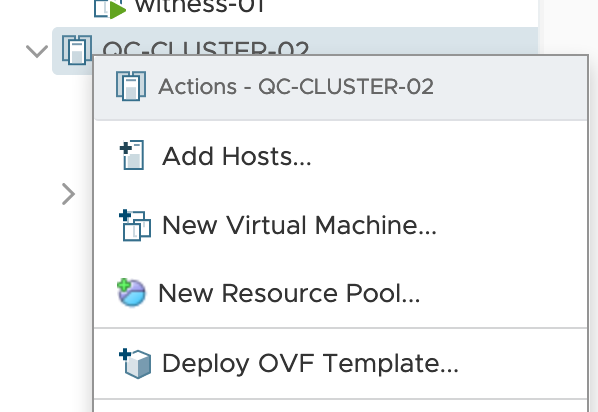 witness-01
QC-CLUSTER-02
Actions - QC-CLUSTER-02
Add Hosts...
New Virtual Machine...
New Resource Pool...
Deploy OVF Template...